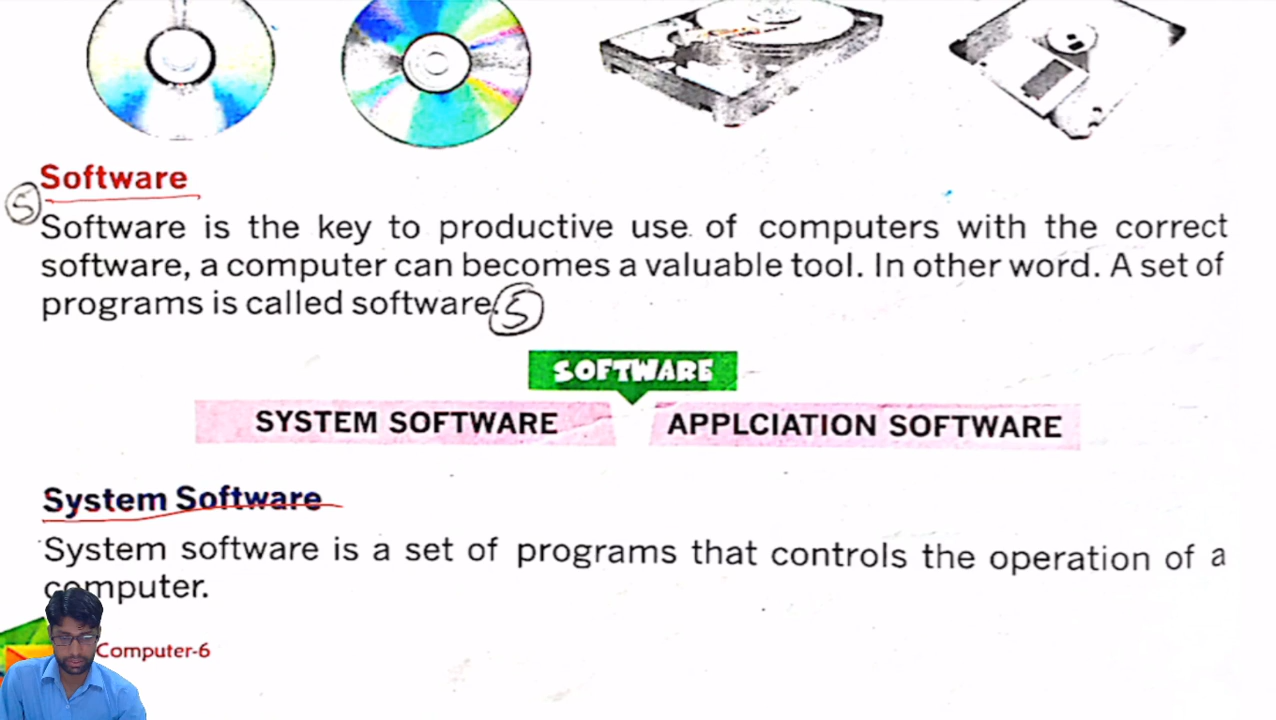 Software
S
Software is the key to productive use of computers with the correct
software, a computer can becomes a valuable tool. In other word. A set of
programs is called software. S
SOFTWARE
SYSTEM SOFTWARE APPLCIATION SOFTWARE
System Software
System software is a set of programs that controls the operation of a
computer.
Computer-6